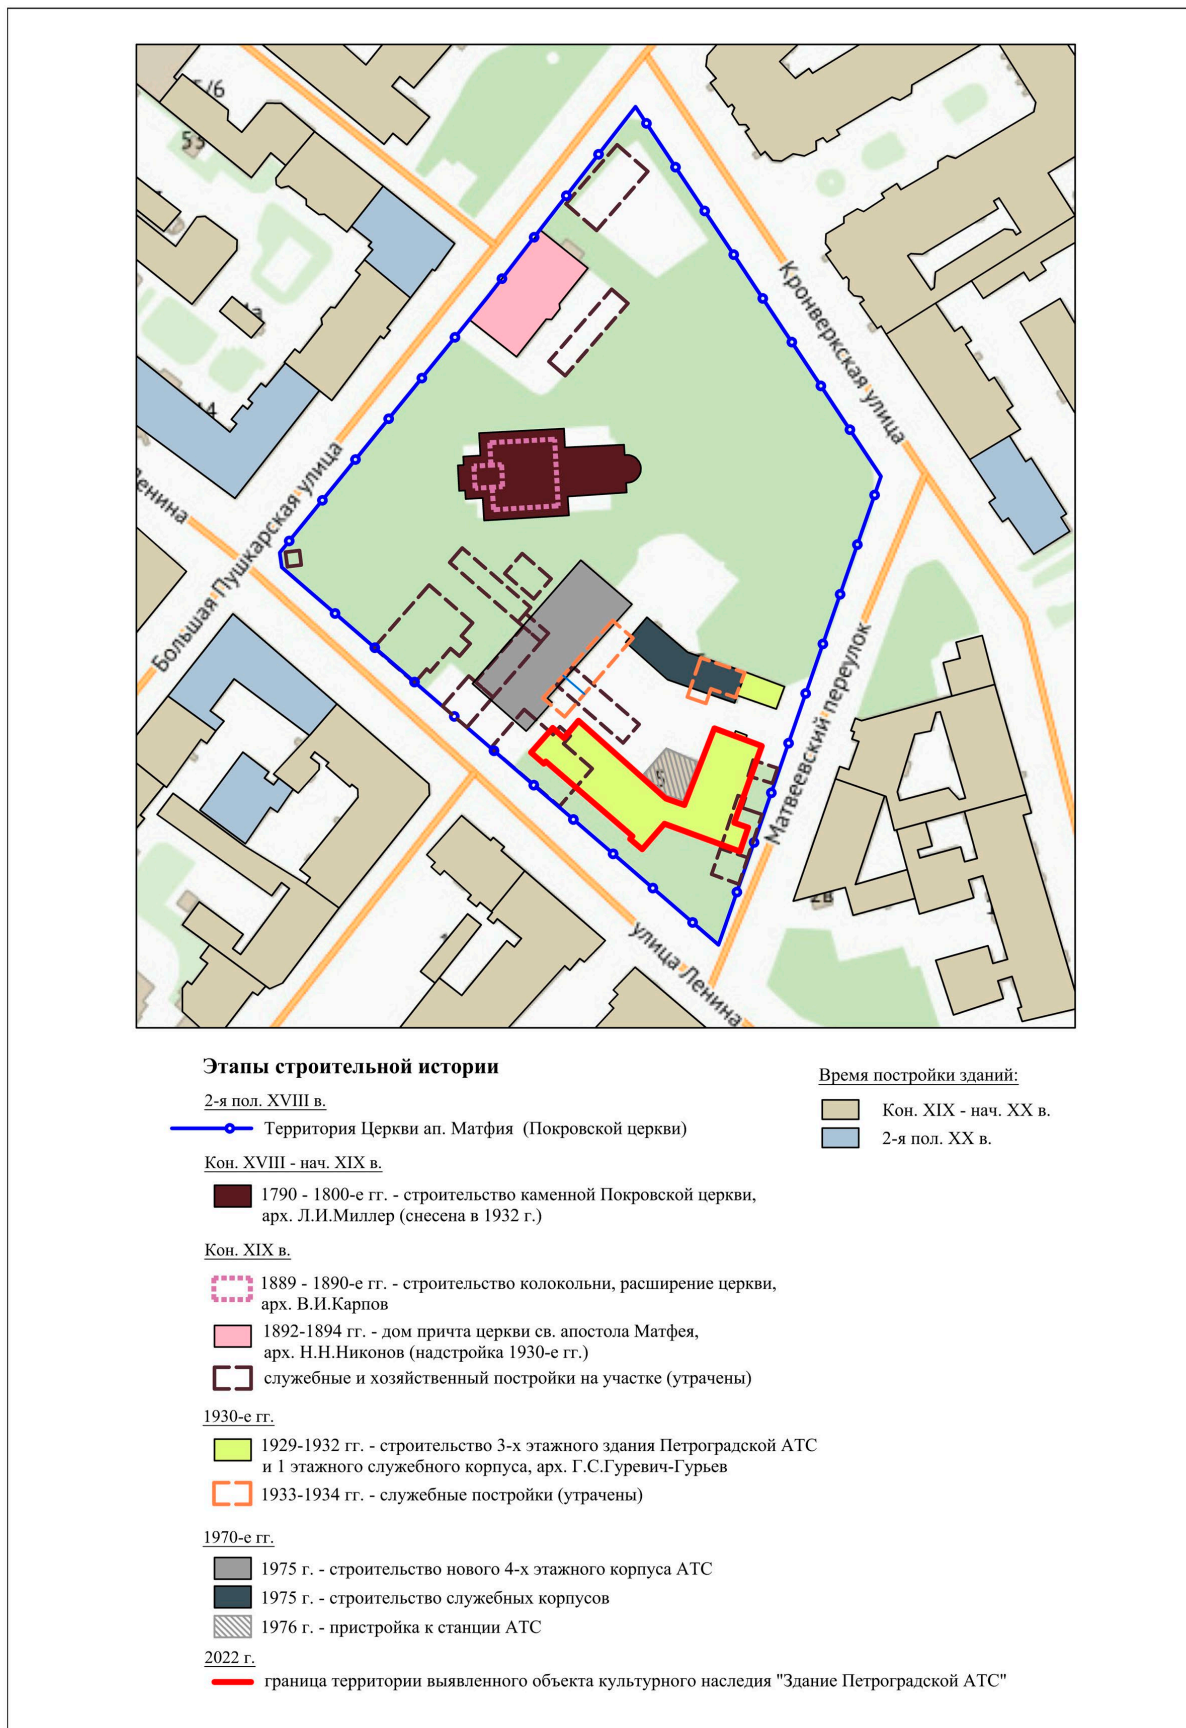 5/6
53
14
Ленина
Большая Пушкарская улица
Кронверкская улица
Матвеевский переулок
5
2В
улица Ленина
Этапы строительной истории
2-я пол. XVIII в.
Территория Церкви ап. Матфия (Покровской церкви)
Кон. XVIII - нач. XIX в.
1790 - 1800-е гг. - строительство каменной Покровской церкви,
арх. Л.И.Миллер (снесена в 1932 г.)
Кон. XIX в.
1889 - 1890-е гг. - строительство колокольни, расширение церкви,
арх. В.И.Карпов
1892-1894 гг. - дом причта церкви св. апостола Матфея,
арх. Н.Н.Никонов (надстройка 1930-е гг.)
служебные и хозяйственный постройки на участке (утрачены)
1930-е гг.
1929-1932 гг. - строительство 3-х этажного здания Петроградской АТС
и 1 этажного служебного корпуса, арх. Г.С.Гуревич-Гурьев
1933-1934 гг. - служебные постройки (утрачены)
1970-е гг.
1975 г. - строительство нового 4-х этажного корпуса АТС
1975 г. - строительство служебных корпусов
1976 г. - пристройка к станции АТС
2022 г.
граница территории выявленного объекта культурного наследия "Здание Петроградской АТС"
Время постройки зданий:
Кон. XIX - нач. XX в.
2-я пол. XX в.